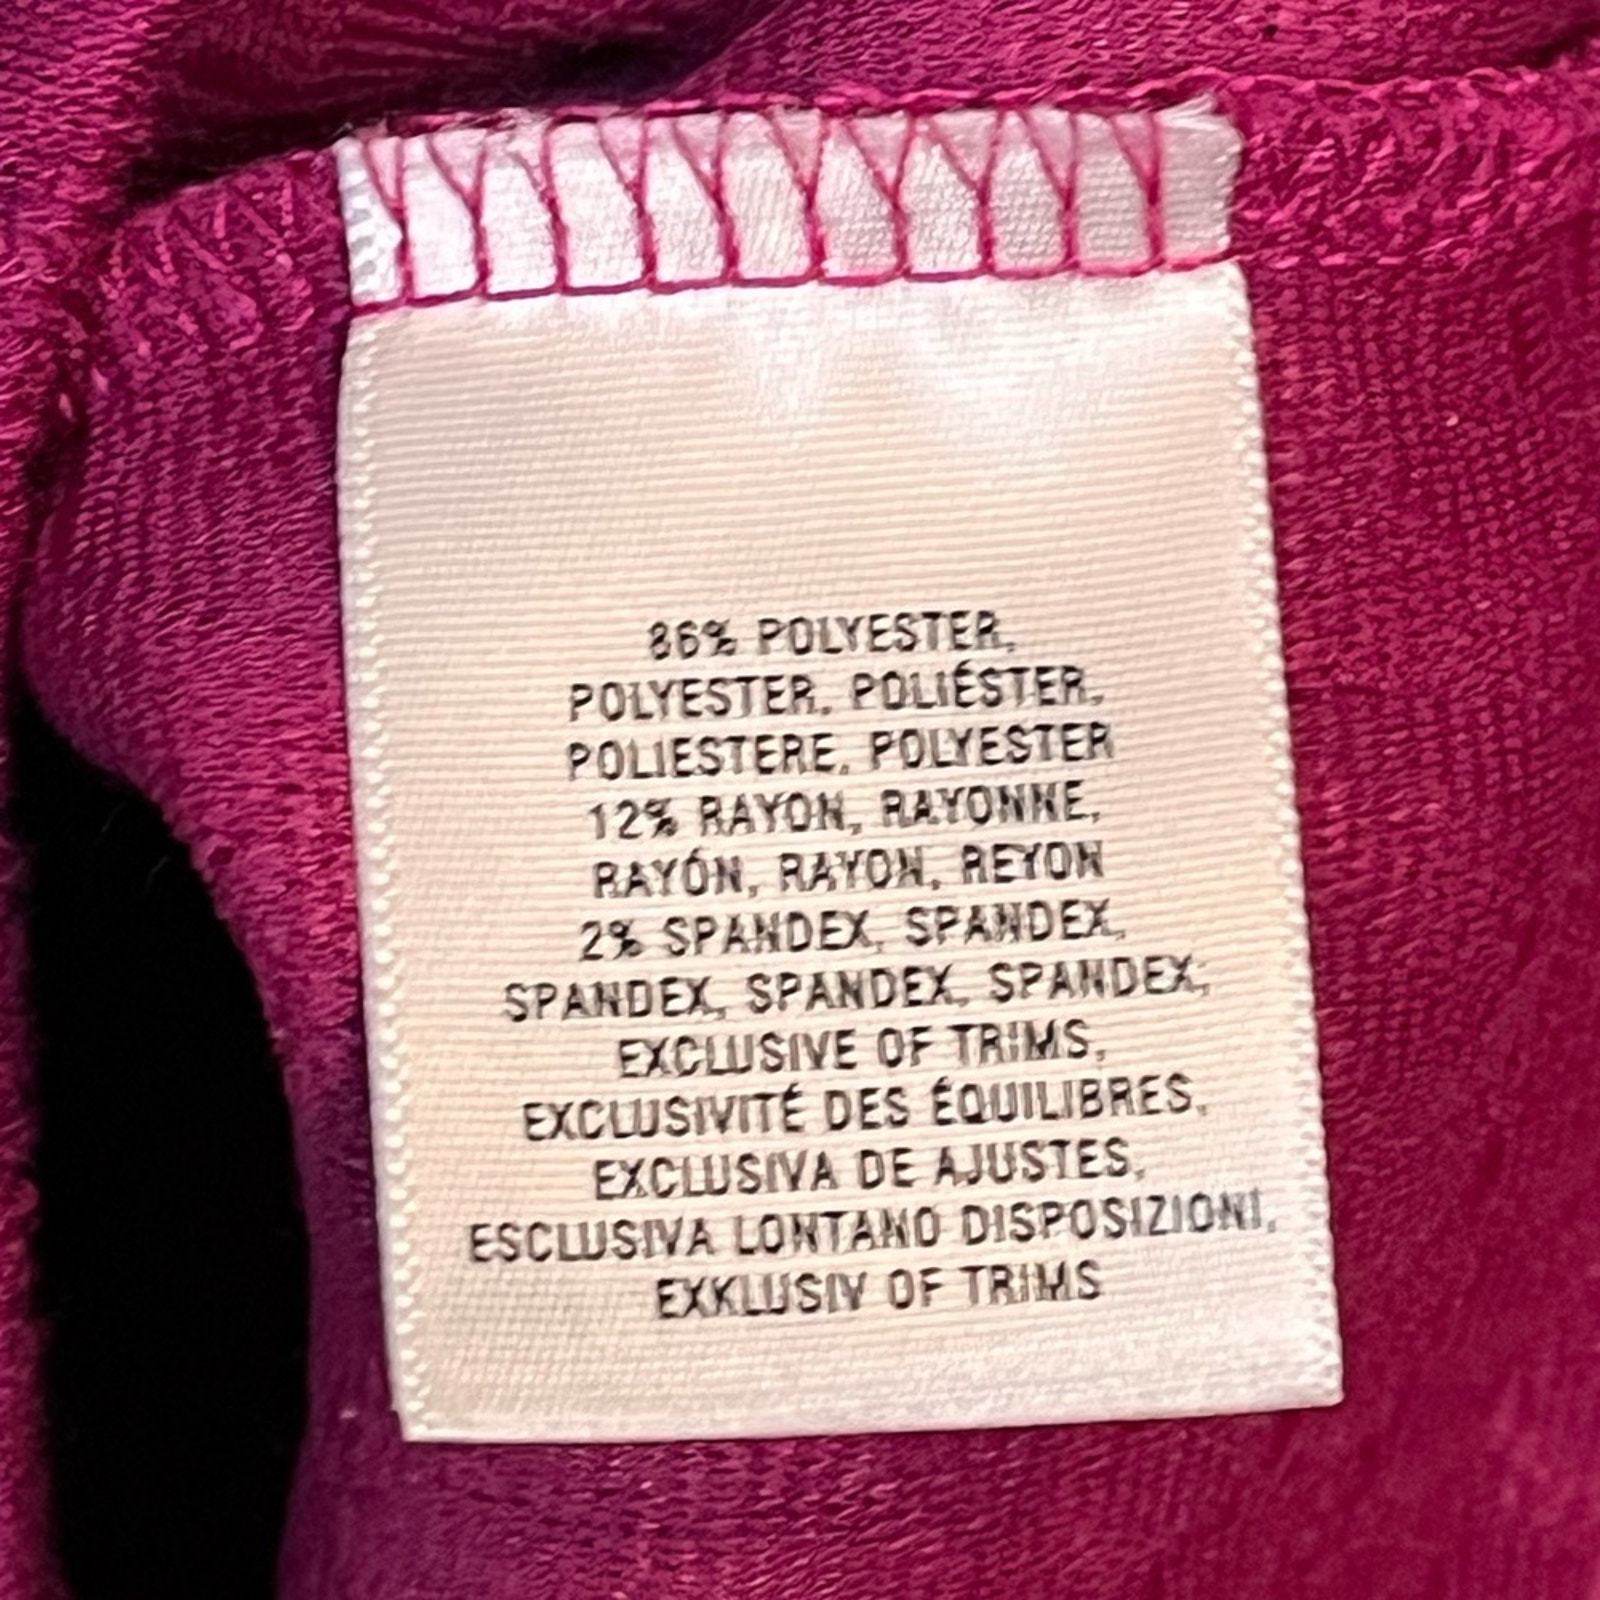 86% POLYESTER,
POLYESTER, POLIÉSTER,
POLIESTERE, POLYESTER
12% RAYON, RAYONNE,
RAYÓN, RAYON, REYON
2% SPANDEX, SPANDEX,
SPANDEX, SPANDEX, SPANDEX;
EXCLUSIVE OF TRIMS,
EXCLUSIVITÉ DES ÉQUILIBRES,
EXCLUSIVA DE AJUSTES,
ESCLUSIVA LONTANO DISPOSIZIONI,
EXKLUSIV OF TRIMS